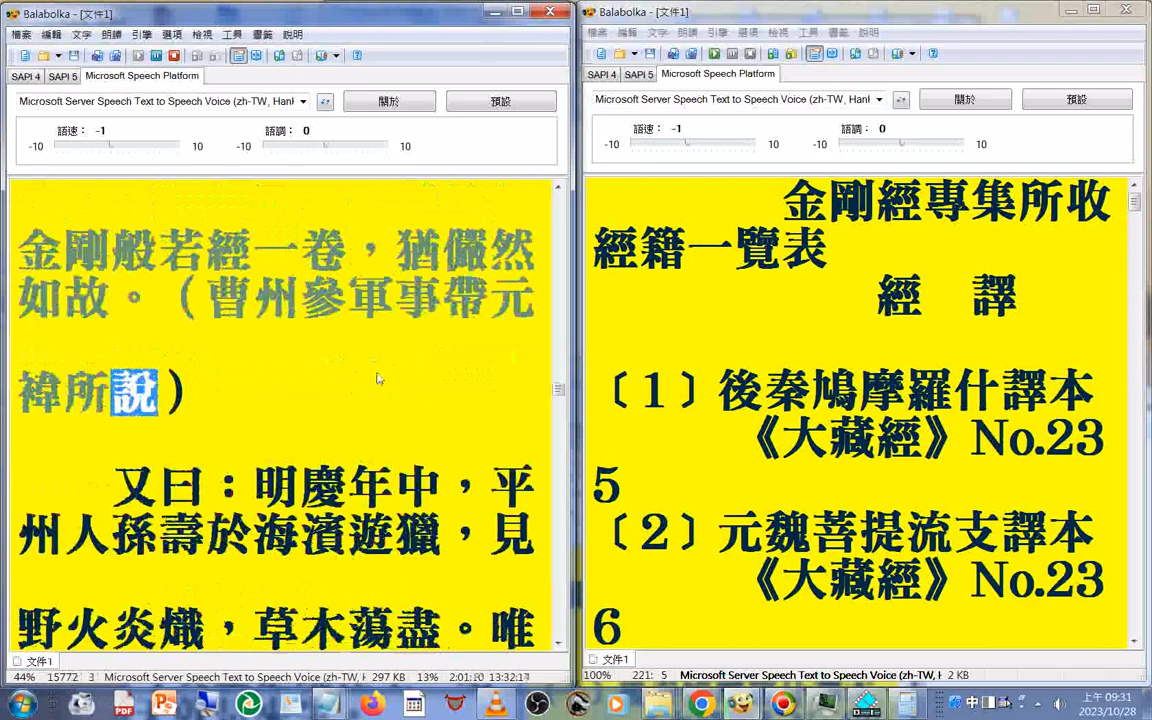 Balabolka - [文件1]
檔案 編輯 文字 朗讀 引擎 選項 檢視 工具 書籤 說明
SAPI 4 SAPI 5 Microsoft Speech Platform
Microsoft Server Speech Text to Speech Voice (zh-TW, Hanl
關於 預設
語速： -1 語調： 0
-10 10 -10 10
金剛般若經一卷，猶儼然
如故。（曹州參軍事帶元
褘所說）
又曰：明慶年中，平
州人孫壽於海濱遊獵，見
野火炎熾，草木蕩盡。唯
文件1
44% 15772 Microsoft Server Speech Text to Speech Voice (zh-TW, H 297 KB 13%
Balabolka - [文件1]
檔案 編輯 文字 朗讀 引擎 選項 檢視 工具 書籤 說明
SAPI 4 SAPI 5 Microsoft Speech Platform
Microsoft Server Speech Text to Speech Voice (zh-TW, Hanl
關於 預設
語速： -1 語調： 0
-10 10 -10 10
金剛經專集所收
經籍一覽表
經 譯
〔１〕後秦鳩摩羅什譯本
《大藏經》No.23
5
〔２〕元魏菩提流支譯本
《大藏經》No.23
6
文件1
100% 221: 5 Microsoft Server Speech Text to Speech Voice (zh-TW, H 2 KB
中
上午 09:31
2023/10/28